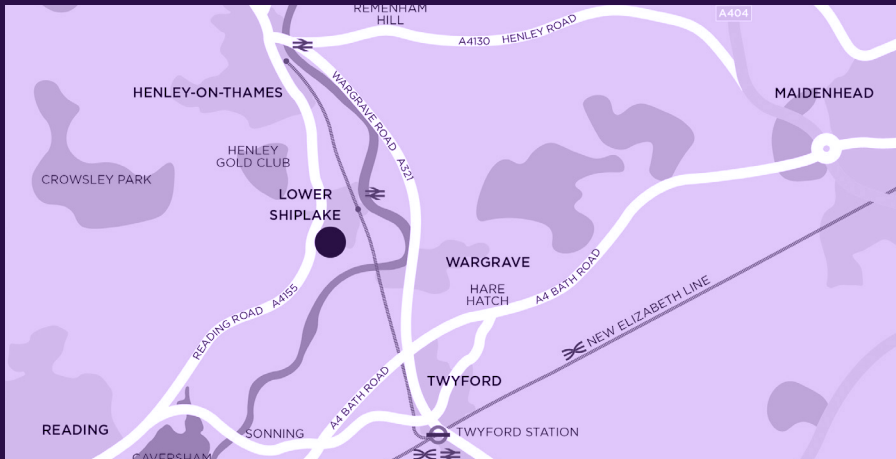 REMENHAM
HILL
A404
A4130 HENLEY ROAD
HENLEY-ON-THAMES
WARGRAVE ROAD A321
MAIDENHEAD
HENLEY
GOLD CLUB
CROWSLEY PARK
LOWER
SHIPLAKE
WARGRAVE
HARE
HATCH
A4 BATH ROAD
READING ROAD A4155
NEW ELIZABETH LINE
TWYFORD
A4 BATH ROAD
READING
SONNING
TWYFORD STATION
CAVERSHAM